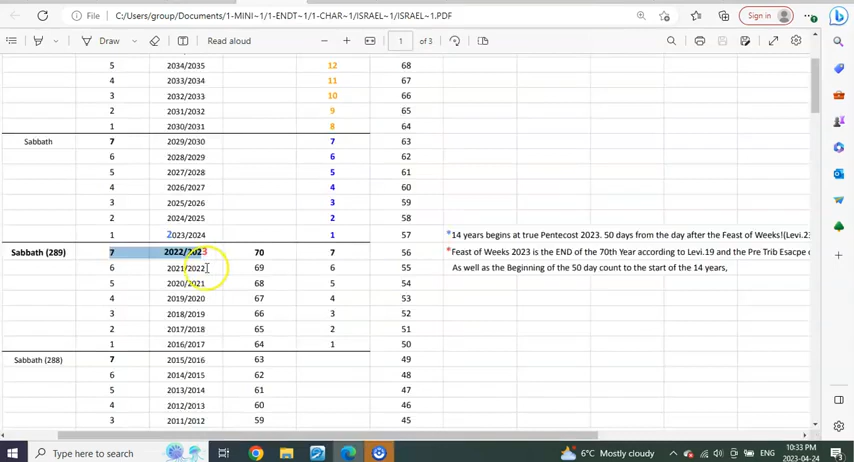 C:/Users/group/Documents/1-MINI~1/1-ENDT~1/1-CHAR~1/ISRAEL~1/ISRAEL~1.PDF
Sign in
Draw
Read aloud
1
of 3
5 2034/2035 12 68
4 2033/2034 11 67
3 2032/2033 10 66
2 2031/2032 9 65
1 2030/2031 8 64
Sabbath 7 2029/2030 7 63
6 2028/2029 6 62
5 2027/2028 5 61
4 2026/2027 4 60
3 2025/2026 3 59
2 2024/2025 2 58
1 2023/2024 1 57 *14 years begins at true Pentecost 2023. 50 days from the day after the Feast of Weeks!(Levi.23
Sabbath (289) 7 2022/2023 70 7 56 *Feast of Weeks 2023 is the END of the 70th Year according to Levi.19 and the Pre Trib Esacpe o
6 2021/2022 69 6 55 As well as the Beginning of the 50 day count to the start of the 14 years,
5 2020/2021 68 5 54
4 2019/2020 67 4 53
3 2018/2019 66 3 52
2 2017/2018 65 2 51
1 2016/2017 64 1 50
Sabbath (288) 7 2015/2016 63 49
6 2014/2015 62 48
5 2013/2014 61 47
4 2012/2013 60 46
3 2011/2012 59 45
Type here to search
6°C Mostly cloudy
ENG
10:33 PM
2023-04-24